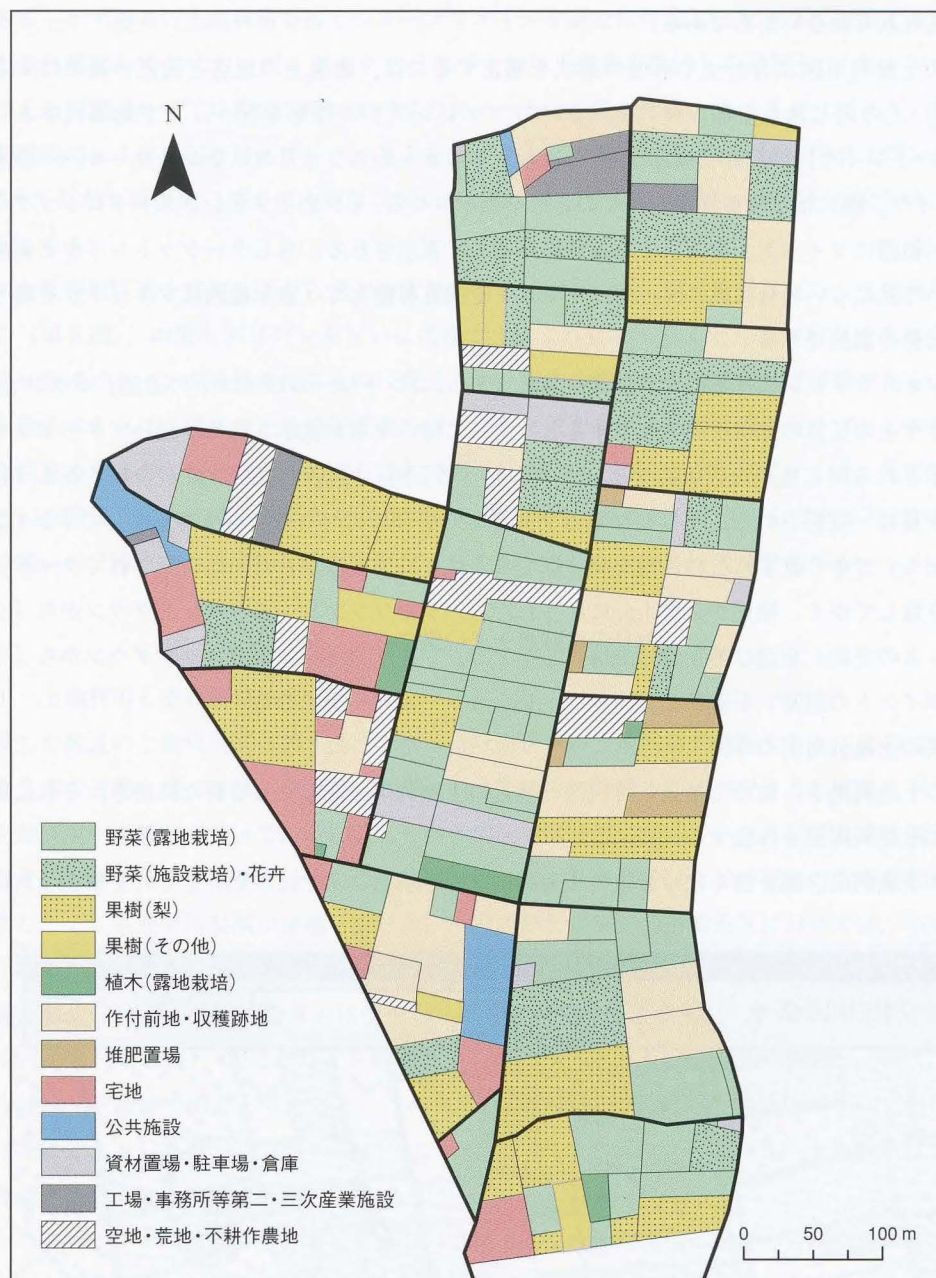 N
野菜(露地栽培)
野菜(施設栽培)・花卉
果樹(梨)
果樹(その他)
植木(露地栽培)
作付前地・収穫跡地
堆肥置場
宅地
公共施設
資材置場・駐車場・倉庫
工場・事務所等第二・三次産業施設
空地・荒地・不耕作農地
0 50 100 m